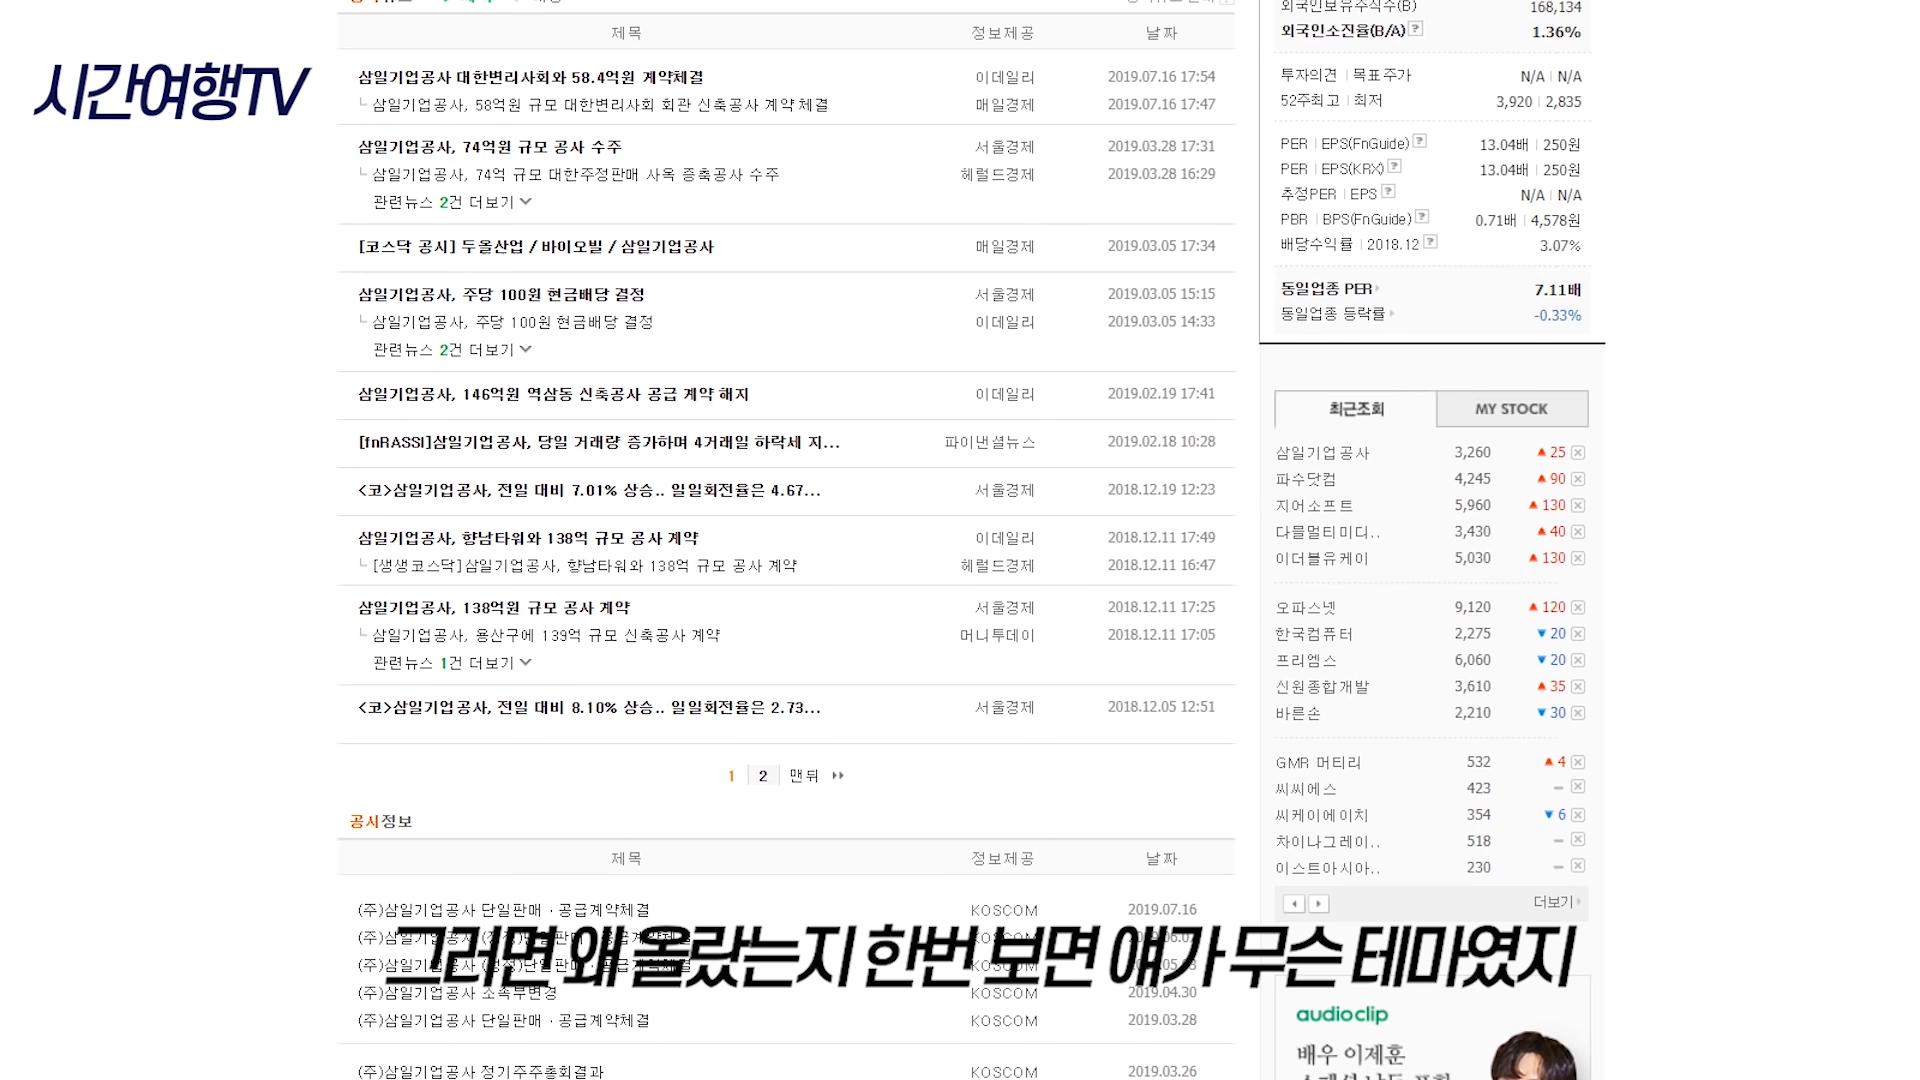 시간여행TV
제목 정보제공 날짜
삼일기업공사 대한변리사회와 58.4억원 계약체결 이데일리 2019.07.16 17:54
삼일기업공사, 58억원 규모 대한변리사회 회관 신축공사 계약 체결 매일경제 2019.07.16 17:47
삼일기업공사, 74억원 규모 공사 수주 서울경제 2019.03.28 17:31
삼일기업공사, 74억 규모 대한주정판매 사옥 증축공사 수주 헤럴드경제 2019.03.28 16:29
관련뉴스 2건 더보기
[코스닥 공시] 두올산업 / 바이오빌 / 삼일기업공사 매일경제 2019.03.05 17:34
삼일기업공사, 주당 100원 현금배당 결정 서울경제 2019.03.05 15:15
삼일기업공사, 주당 100원 현금배당 결정 이데일리 2019.03.05 14:33
관련뉴스 2건 더보기
삼일기업공사, 146억원 역삼동 신축공사 공급 계약 해지 이데일리 2019.02.19 17:41
[fnRASSI]삼일기업공사, 당일 거래량 증가하며 4거래일 하락세 지... 파이낸셜뉴스 2019.02.18 10:28
<코>삼일기업공사, 전일 대비 7.01% 상승.. 일일회전율은 4.67... 서울경제 2018.12.19 12:23
삼일기업공사, 향남타워와 138억 규모 공사 계약 이데일리 2018.12.11 17:49
[생생코스닥]삼일기업공사, 향남타워와 138억 규모 공사 계약 헤럴드경제 2018.12.11 16:47
삼일기업공사, 138억원 규모 공사 계약 서울경제 2018.12.11 17:25
삼일기업공사, 용산구에 139억 규모 신축공사 계약 머니투데이 2018.12.11 17:05
관련뉴스 1건 더보기
<코>삼일기업공사, 전일 대비 8.10% 상승.. 일일회전율은 2.73... 서울경제 2018.12.05 12:51
1 2 맨뒤
공시정보
제목 정보제공 날짜
(주)삼일기업공사 단일판매ㆍ공급계약체결 KOSCOM 2019.07.16
(주)삼일기업공사 소속부변경 KOSCOM 2019.04.30
(주)삼일기업공사 단일판매ㆍ공급계약체결 KOSCOM 2019.03.28
(주)삼일기업공사 정기주주총회결과 KOSCOM 2019.03.26
외국인보유주식수(B) 168,134
외국인소진율(B/A) 1.36%
투자의견 | 목표주가 N/A | N/A
52주최고 | 최저 3,920 | 2,835
PER | EPS(FnGuide) 13.04배 | 250원
PER | EPS(KRX) 13.04배 | 250원
추정PER | EPS N/A | N/A
PBR | BPS(FnGuide) 0.71배 | 4,578원
배당수익률 | 2018.12 3.07%
동일업종 PER 7.11배
동일업종 등락률 -0.33%
최근조회 MY STOCK
삼일기업공사 3,260 ▲ 25
파수닷컴 4,245 ▲ 90
지어소프트 5,960 ▲ 130
다믈멀티미디.. 3,430 ▲ 40
이더블유케이 5,030 ▲ 130
오파스넷 9,120 ▲ 120
한국컴퓨터 2,275 ▼ 20
프리엠스 6,060 ▼ 20
신원종합개발 3,610 ▲ 35
바른손 2,210 ▼ 30
GMR 머티리 532 ▲ 4
씨씨에스 423 –
씨케이에이치 354 ▼ 6
차이나그레이.. 518 –
이스트아시아.. 230 –
더보기
audioclip
배우 이제훈
그러면 왜 올랐는지 한번 보면 얘가 무슨 테마였지